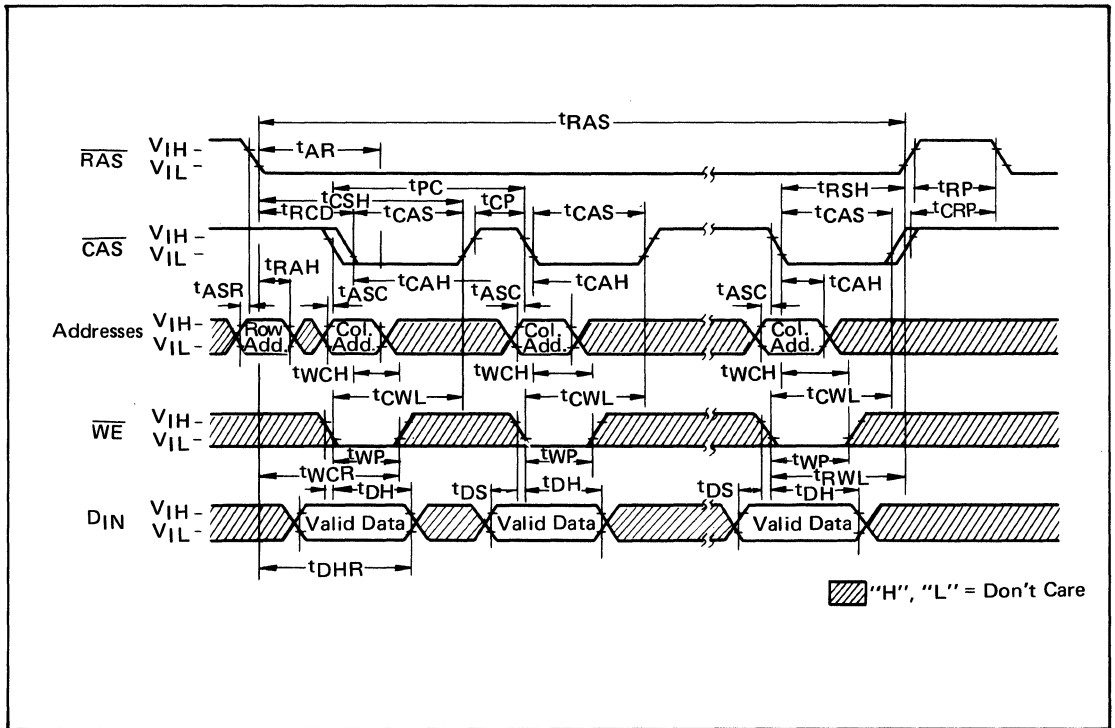 tRAS
RAS VIH VIL
tAR
tPC
tCSH
tRCD tCAS tCP tCAS
tRSH tRP
tCAS tCRP
CAS VIH VIL
tRAH
tASR tASC tCAH tASC tCAH tASC tCAH
Addresses VIH VIL
Row Add. Col. Add. Col. Add. Col. Add.
tWCH tWCH tWCH
tCWL tCWL tCWL
WE VIH VIL
tWP tWP tWP
tWCR tRWL
tDH tDS tDH tDS tDH
DIN VIH VIL
Valid Data Valid Data Valid Data
tDHR
"H", "L" = Don't Care